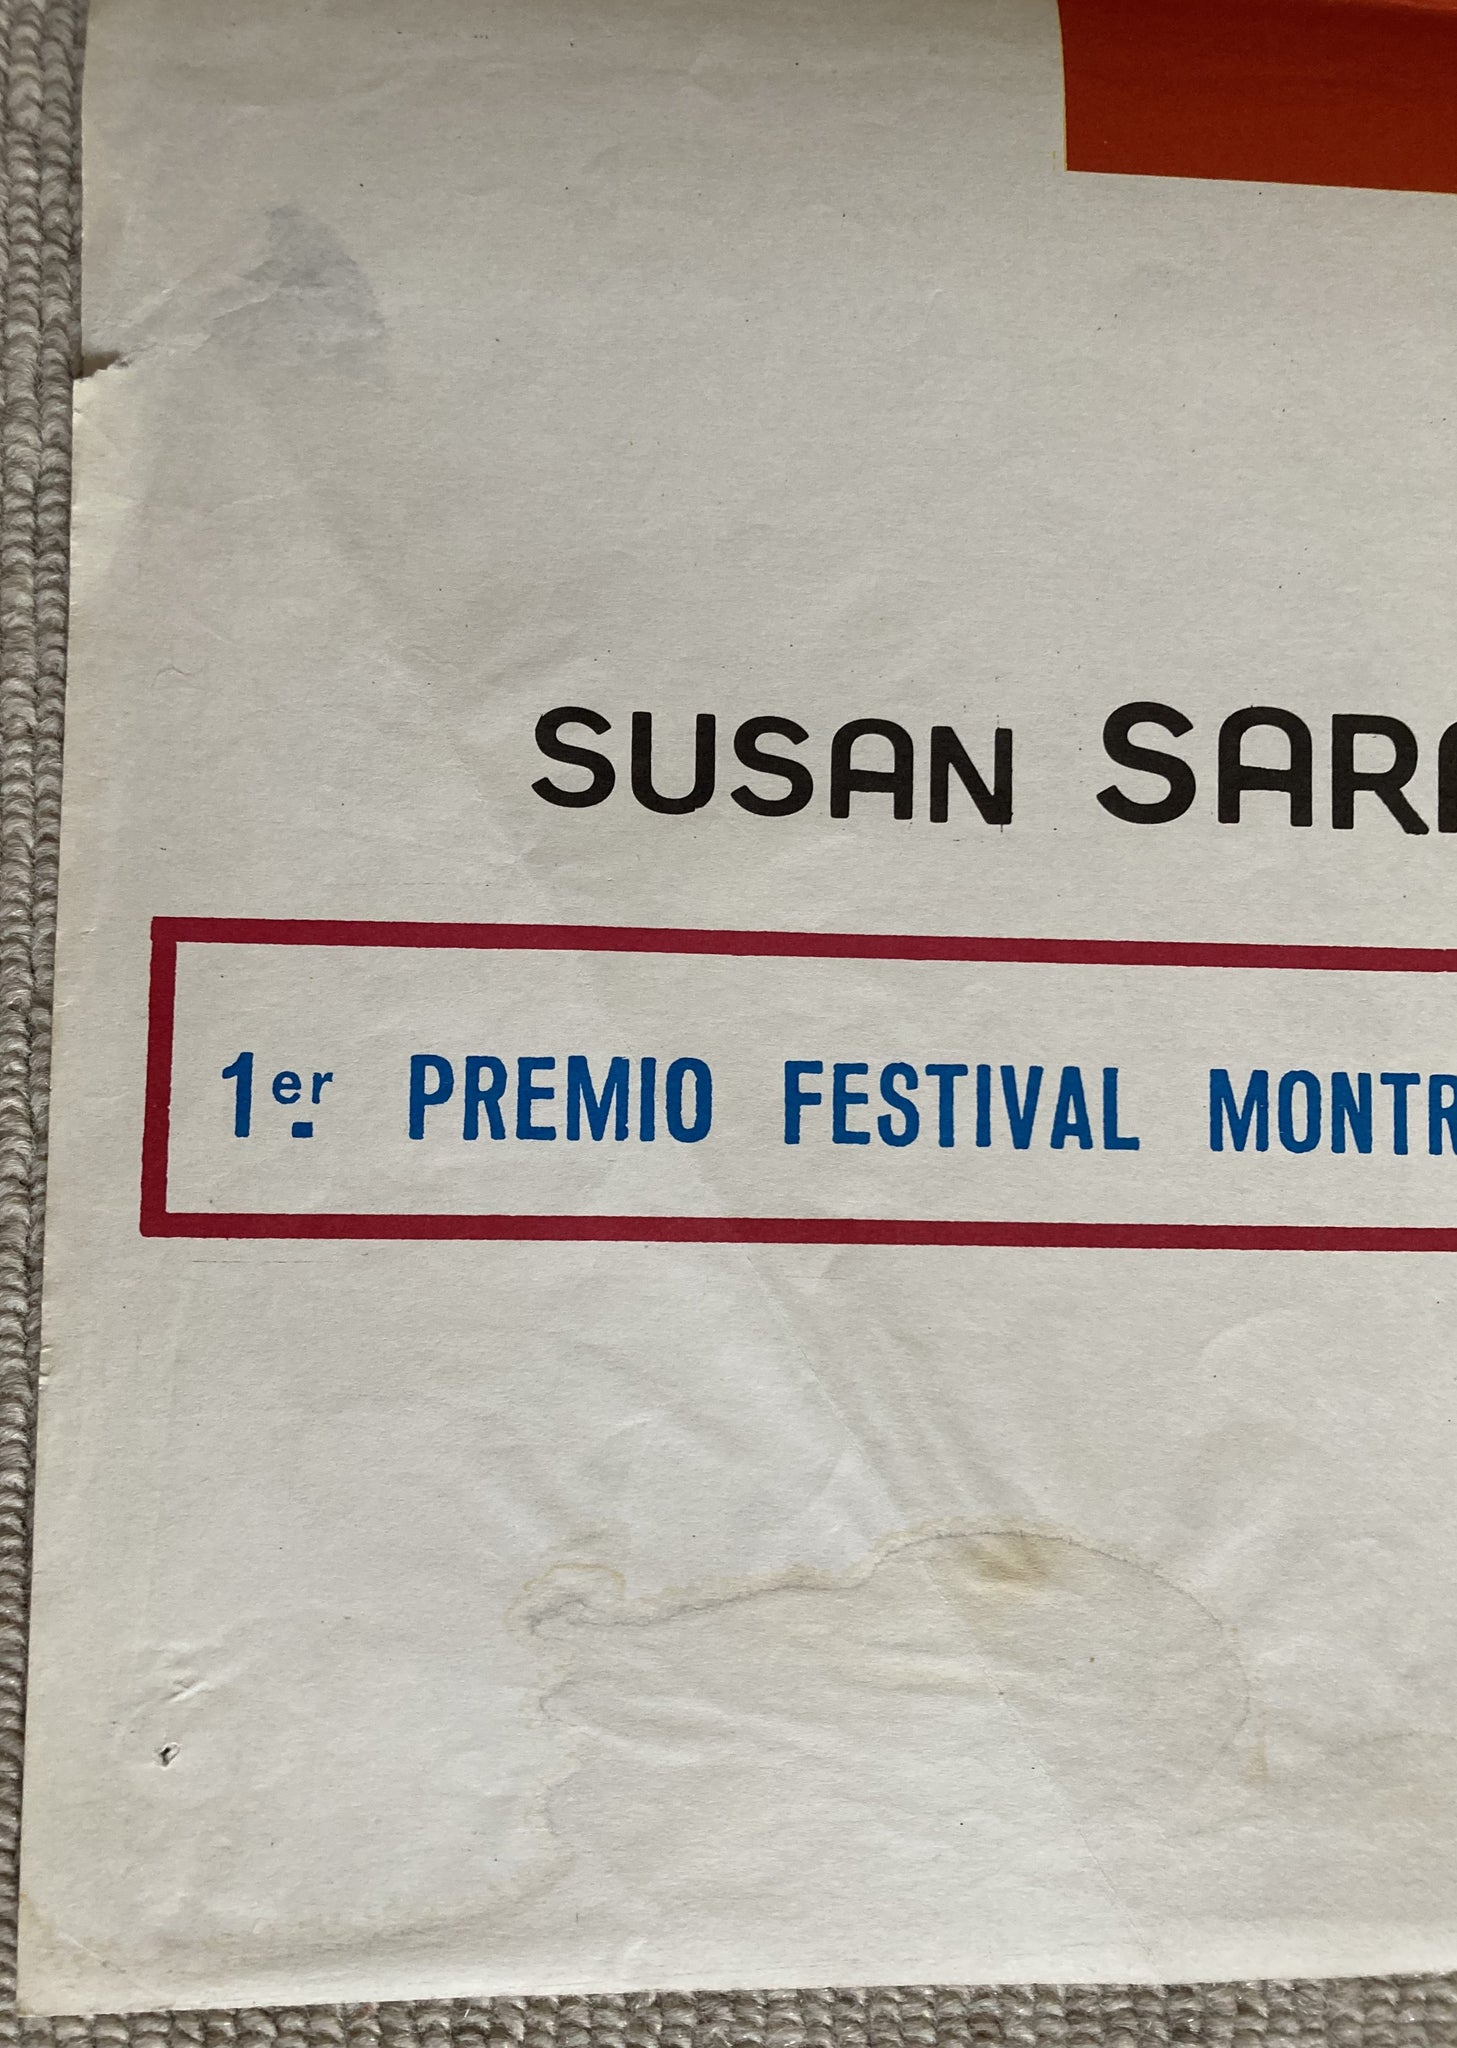 SUSAN SARA
1er. PREMIO FESTIVAL MONTR